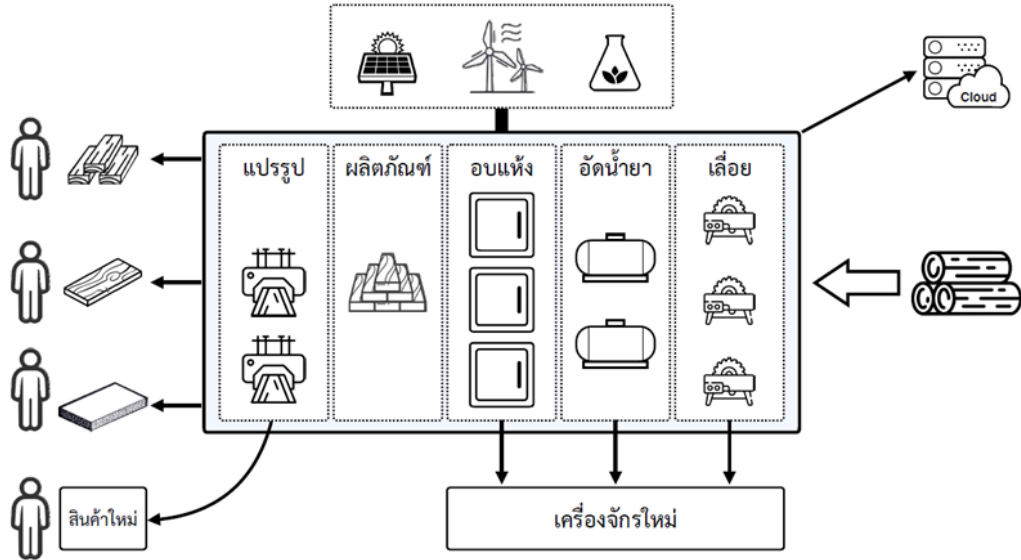 Cloud
แปรรูป
ผลิตภัณฑ์
อบแห้ง
อัดน้ำยา
เลื่อย
สินค้าใหม่
เครื่องจักรใหม่